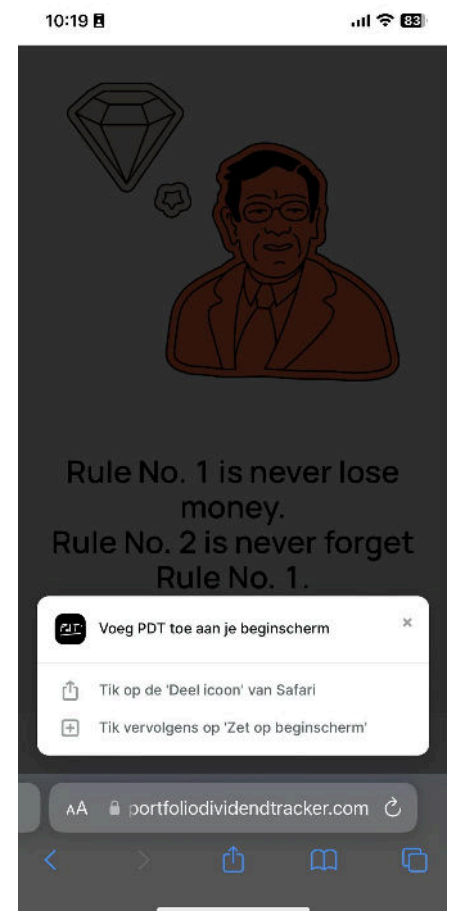 10:19
83
Rule No. 1 is never lose
money.
Rule No. 2 is never forget
Rule No. 1.
PDT
Voeg PDT toe aan je beginscherm
×
Tik op de 'Deel icoon' van Safari
Tik vervolgens op 'Zet op beginscherm'
AA
portfoliodividendtracker.com